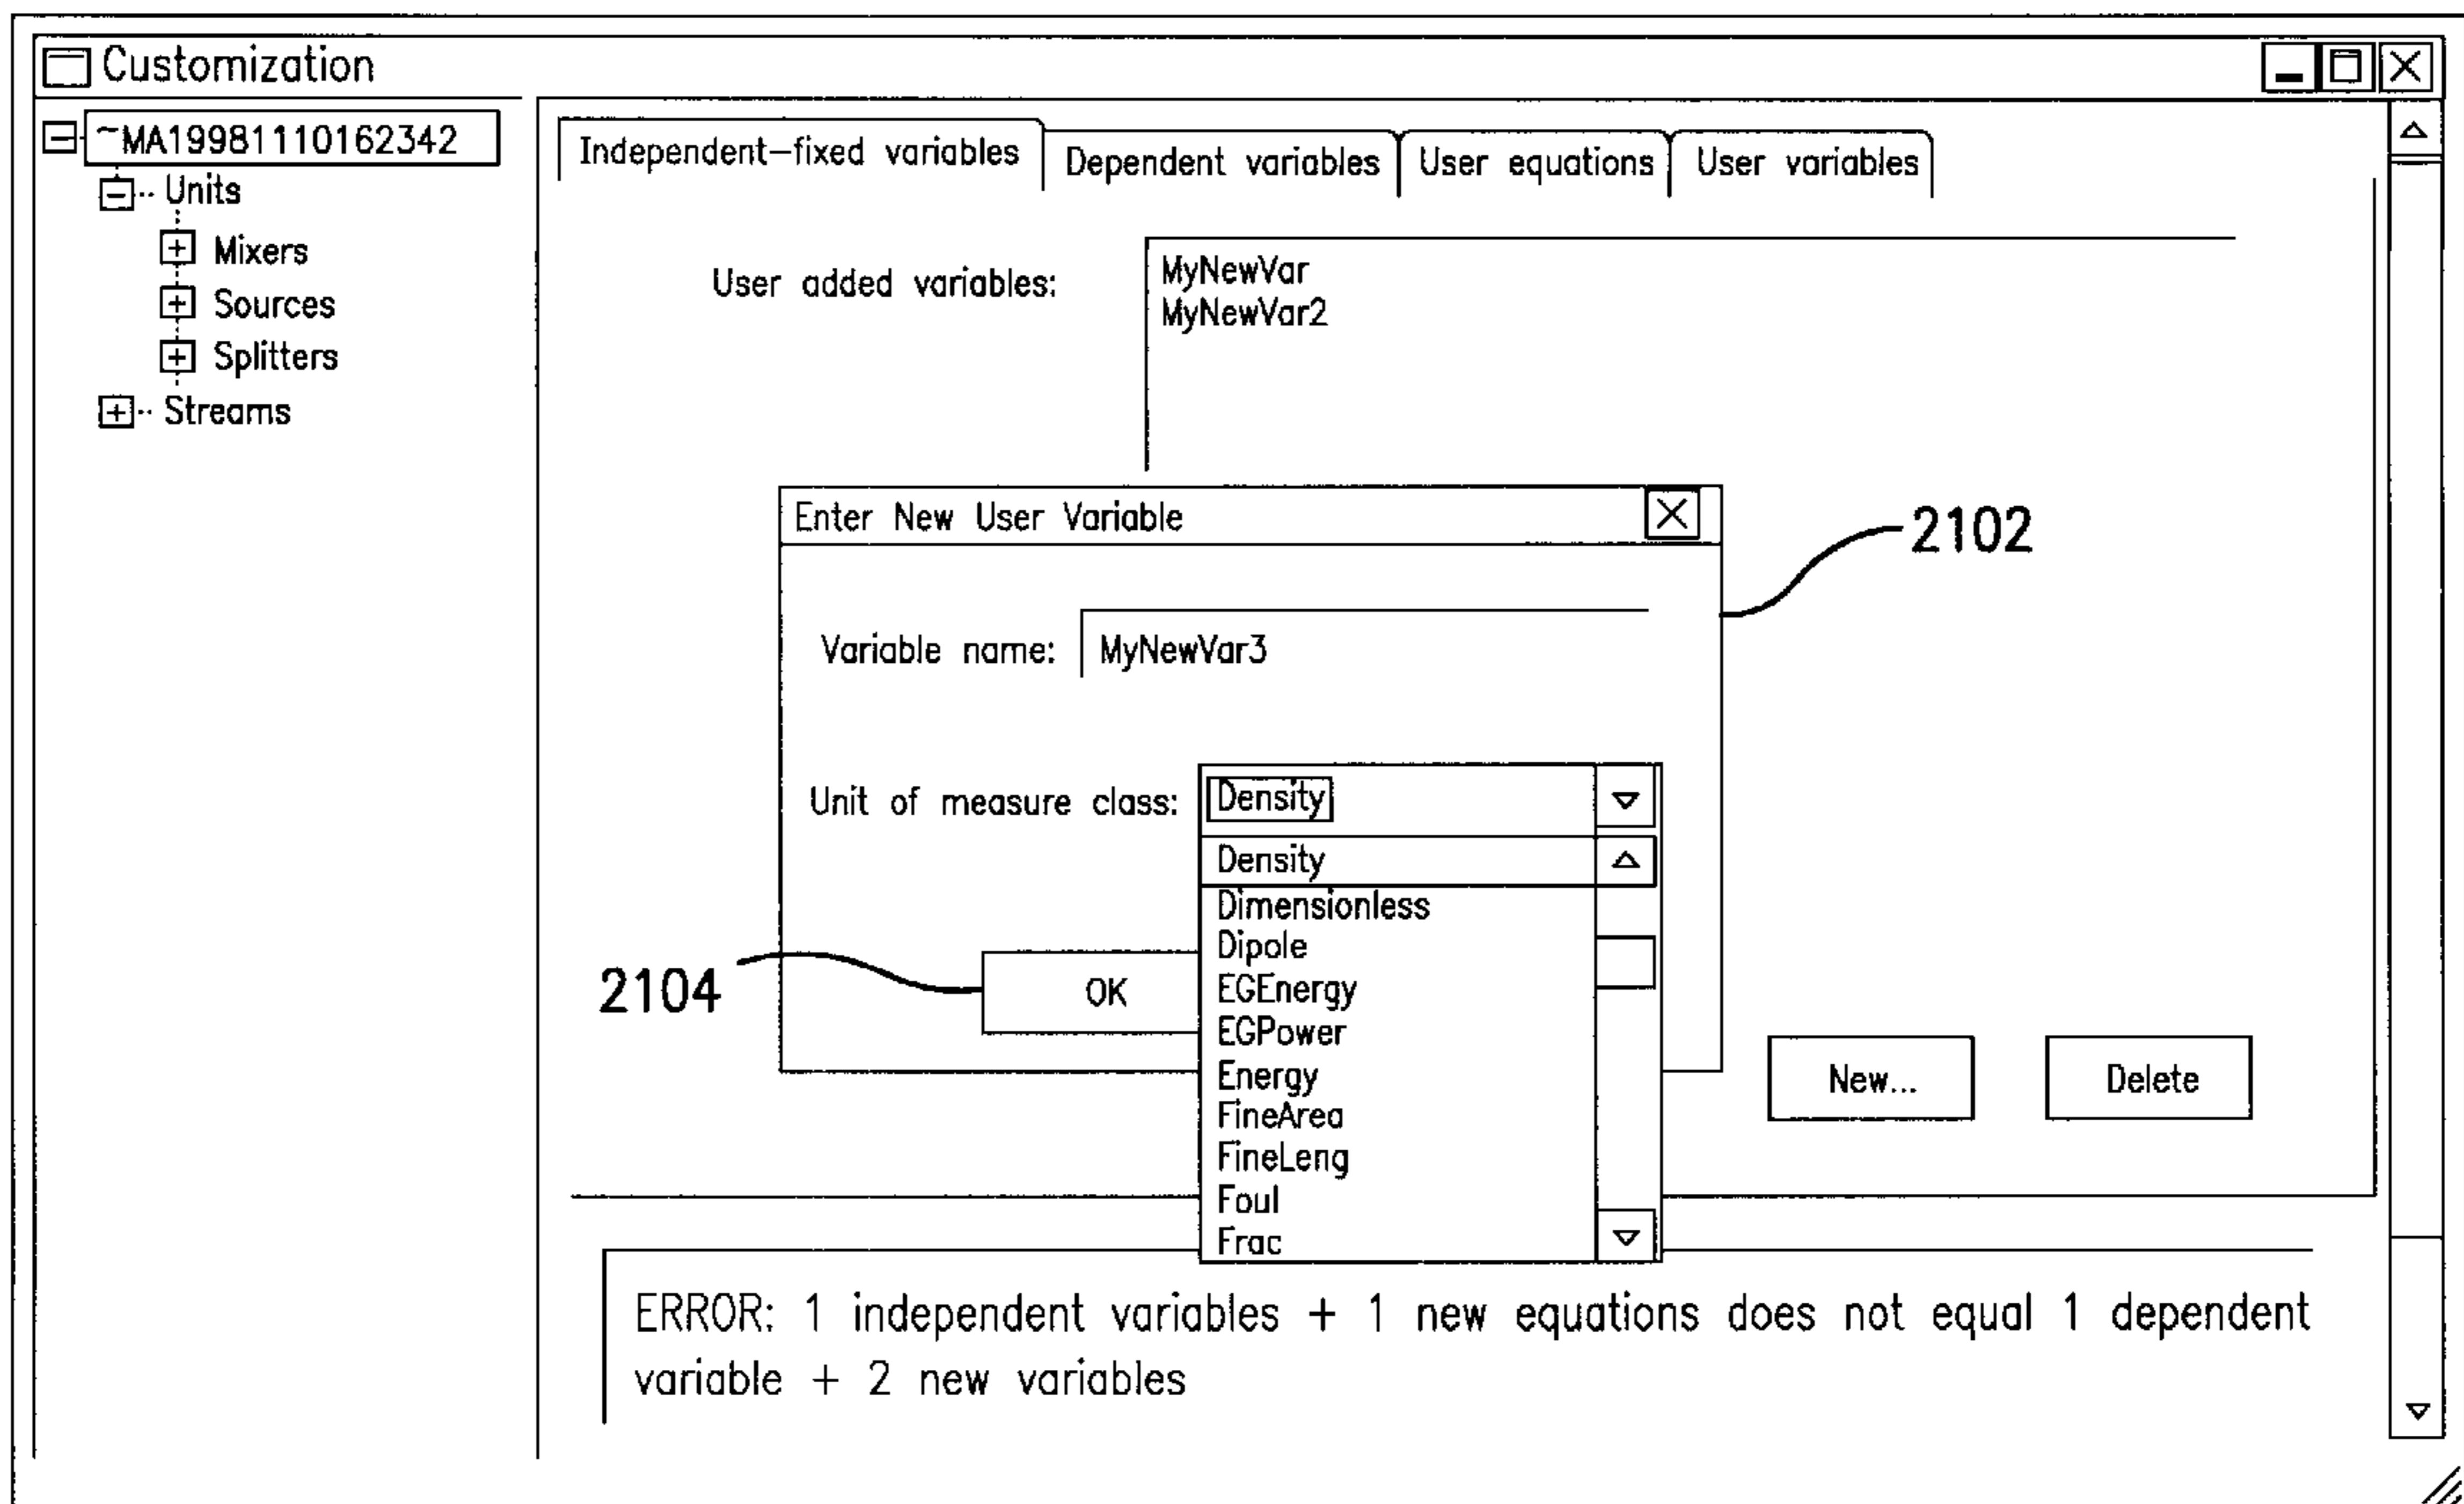 Customization
~MA19981110162342
Units
Mixers
Sources
Splitters
Streams
Independent-fixed variables
Dependent variables
User equations
User variables
User added variables:
MyNewVar
MyNewVar2
Enter New User Variable
2102
Variable name:
MyNewVar3
Unit of measure class:
Density
Density
Dimensionless
Dipole
EGEnergy
EGPower
Energy
FineArea
FineLeng
Foul
Frac
2104
OK
New...
Delete
ERROR: 1 independent variables + 1 new equations does not equal 1 dependent
variable + 2 new variables